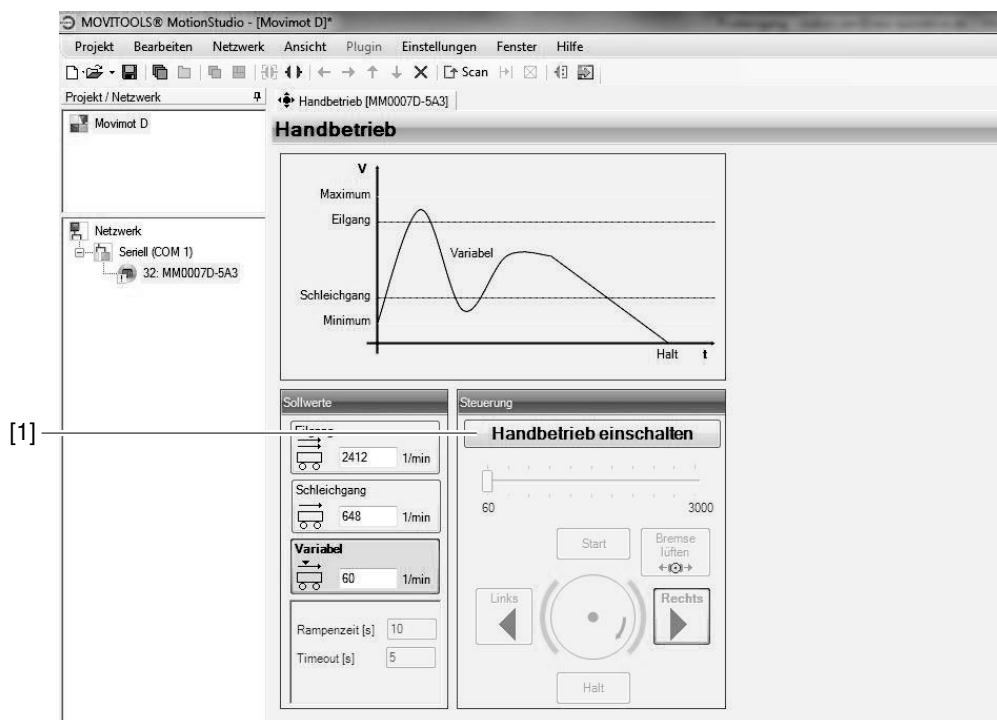 MOVITOOLS® MotionStudio - [Movimot D]*
Projekt Bearbeiten Netzwerk Ansicht Plugin Einstellungen Fenster Hilfe
Scan
Projekt / Netzwerk
Handbetrieb [MM0007D-5A3]
Movimot D
Handbetrieb
V
Maximum
Eilgang
Variabel
Schleichgang
Minimum
Halt t
Netzwerk
Seriell (COM 1)
32: MM0007D-5A3
[1]
Sollwerte
Eilgang
2412 1/min
Schleichgang
648 1/min
Variabel
60 1/min
Rampenzeit [s] 10
Timeout [s] 5
Steuerung
Handbetrieb einschalten
60 3000
Start
Bremse
lüften
Links
Rechts
Halt